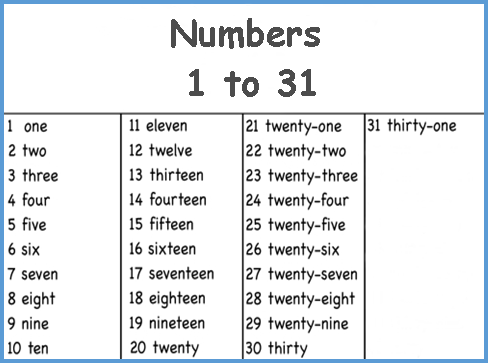 Numbers
1 to 31
1 one
2 two
3 three
4 four
5 five
6 six
7 seven
8 eight
9 nine
10 ten
11 eleven
12 twelve
13 thirteen
14 fourteen
15 fifteen
16 sixteen
17 seventeen
18 eighteen
19 nineteen
20 twenty
21 twenty-one
22 twenty-two
23 twenty-three
24 twenty-four
25 twenty-five
26 twenty-six
27 twenty-seven
28 twenty-eight
29 twenty-nine
30 thirty
31 thirty-one